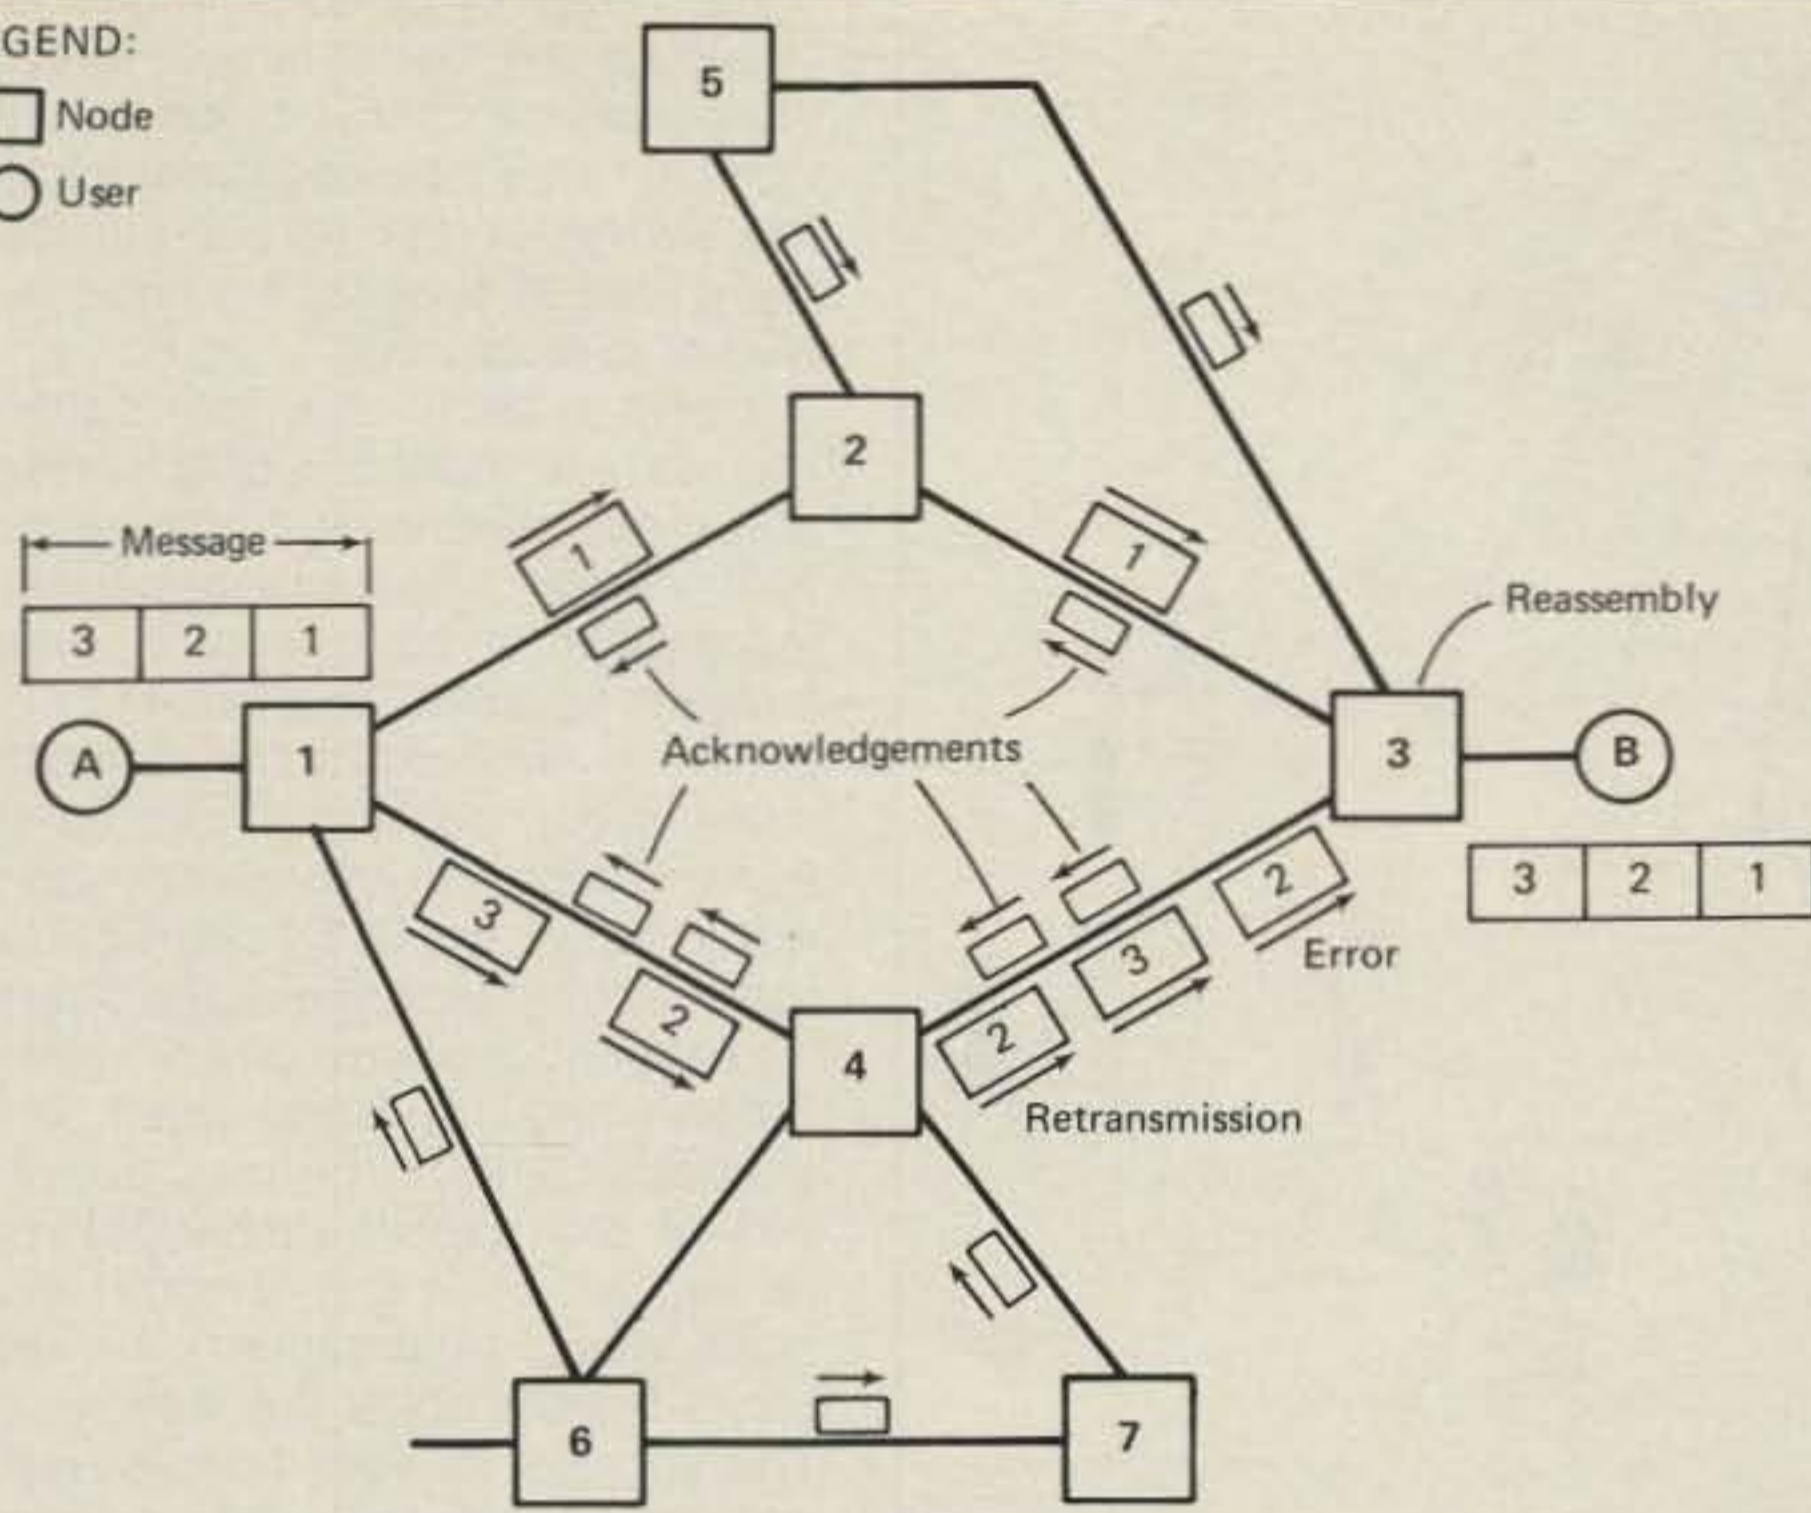 GEND:
Node
User
5
2
1
1
Message
3 2 1
Reassembly
A
1
Acknowledgements
3
B
3
2
2
3
2
Error
3 2 1
4
Retransmission
6
7